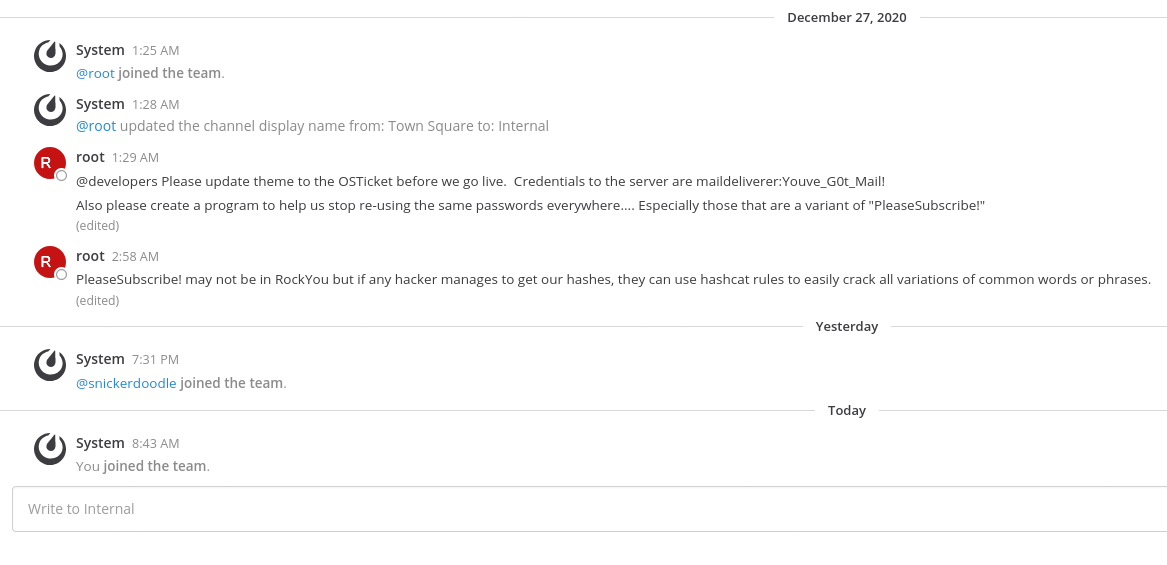 December 27, 2020
System 1:25 AM
@root joined the team.
System 1:28 AM
@root updated the channel display name from: Town Square to: Internal
R
root 1:29 AM
@developers Please update theme to the OSTicket before we go live.  Credentials to the server are maildeliverer:Youve_G0t_Mail!
Also please create a program to help us stop re-using the same passwords everywhere.... Especially those that are a variant of "PleaseSubscribe!"
(edited)
R
root 2:58 AM
PleaseSubscribe! may not be in RockYou but if any hacker manages to get our hashes, they can use hashcat rules to easily crack all variations of common words or phrases.
(edited)
Yesterday
System 7:31 PM
@snickerdoodle joined the team.
Today
System 8:43 AM
You joined the team.
Write to Internal